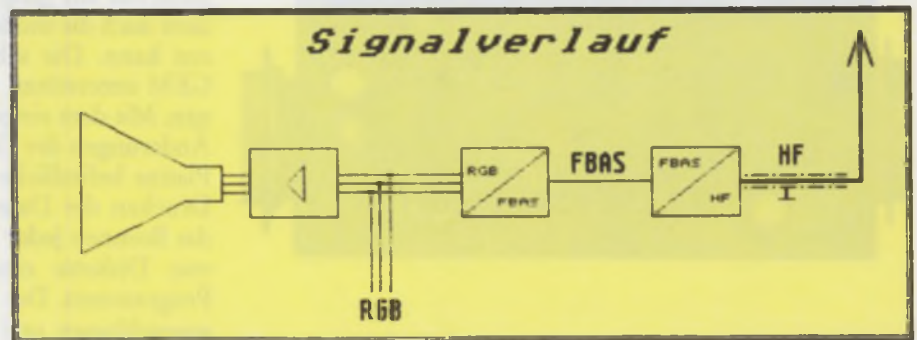 Signalverlauf
RGB
FBAS
FBAS
FBAS
HF
HF
RGB